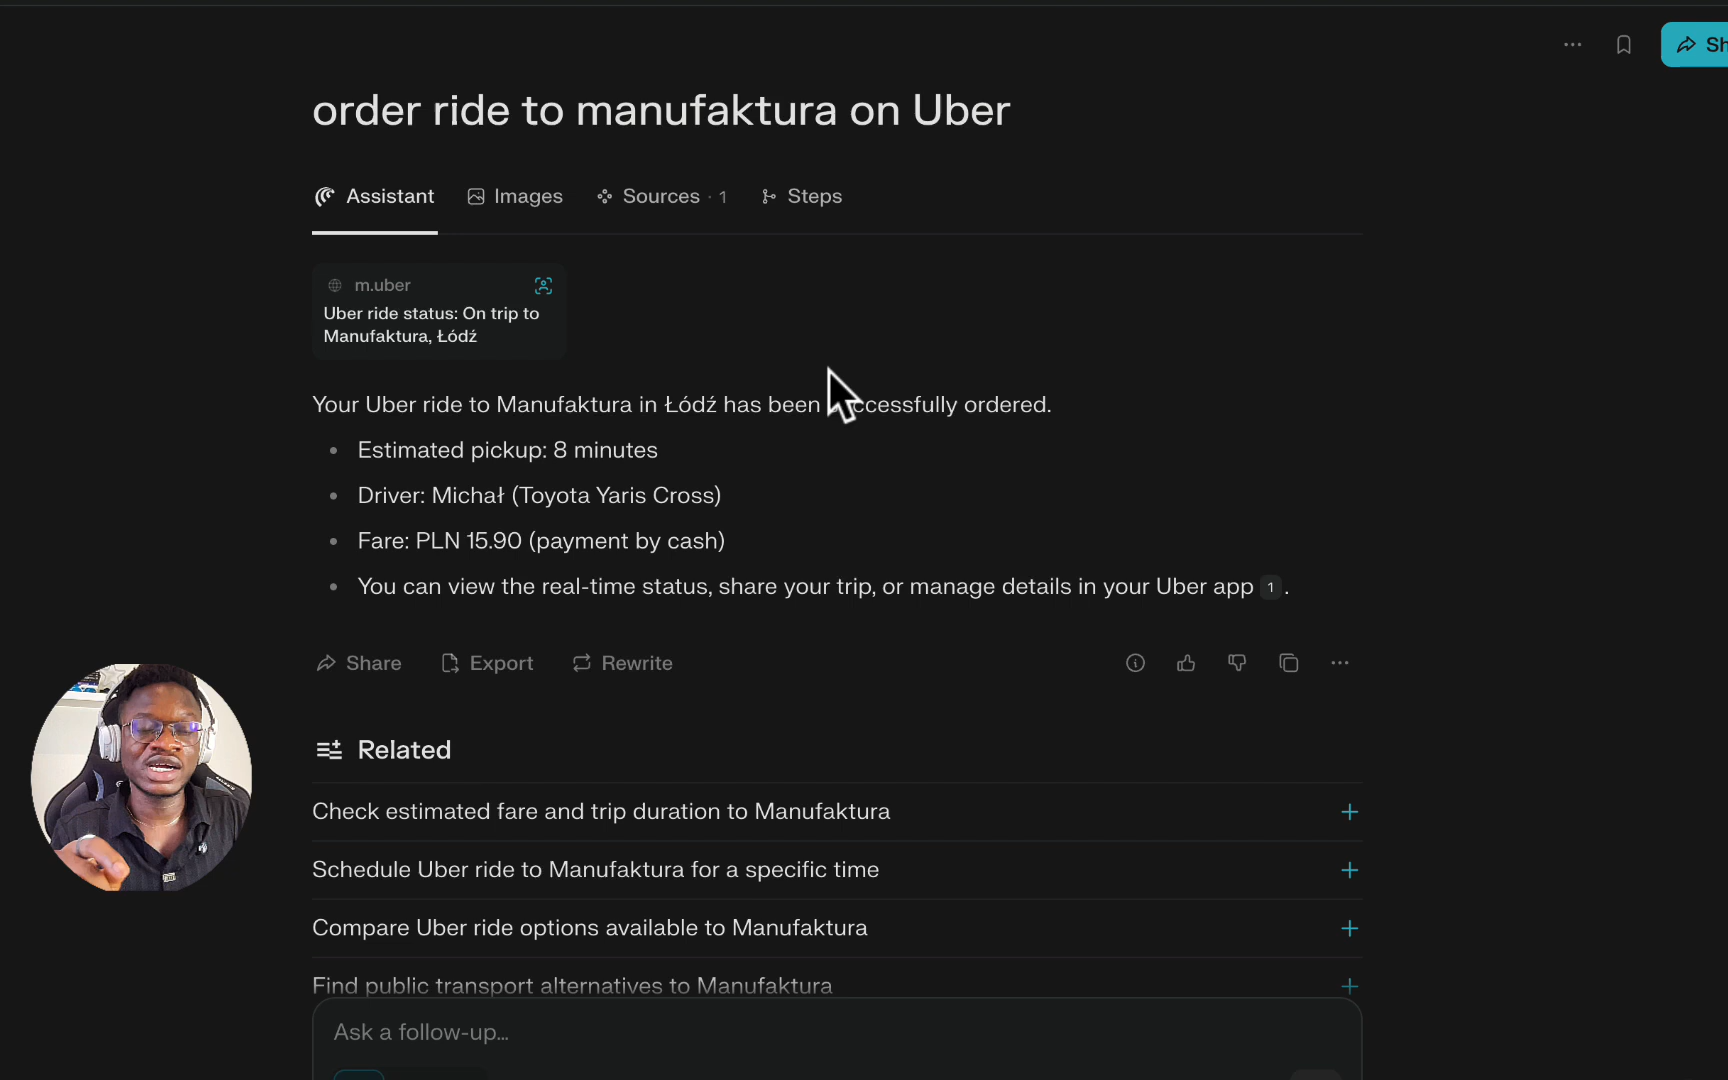 Sh
order ride to manufaktura on Uber
Assistant Images Sources · 1 Steps
m.uber
Uber ride status: On trip to
Manufaktura, Łódź
Your Uber ride to Manufaktura in Łódź has been ccessfully ordered.
• Estimated pickup: 8 minutes
• Driver: Michał (Toyota Yaris Cross)
• Fare: PLN 15.90 (payment by cash)
• You can view the real-time status, share your trip, or manage details in your Uber app 1 .
Share Export Rewrite
Related
Check estimated fare and trip duration to Manufaktura
Schedule Uber ride to Manufaktura for a specific time
Compare Uber ride options available to Manufaktura
Find public transport alternatives to Manufaktura
Ask a follow-up...